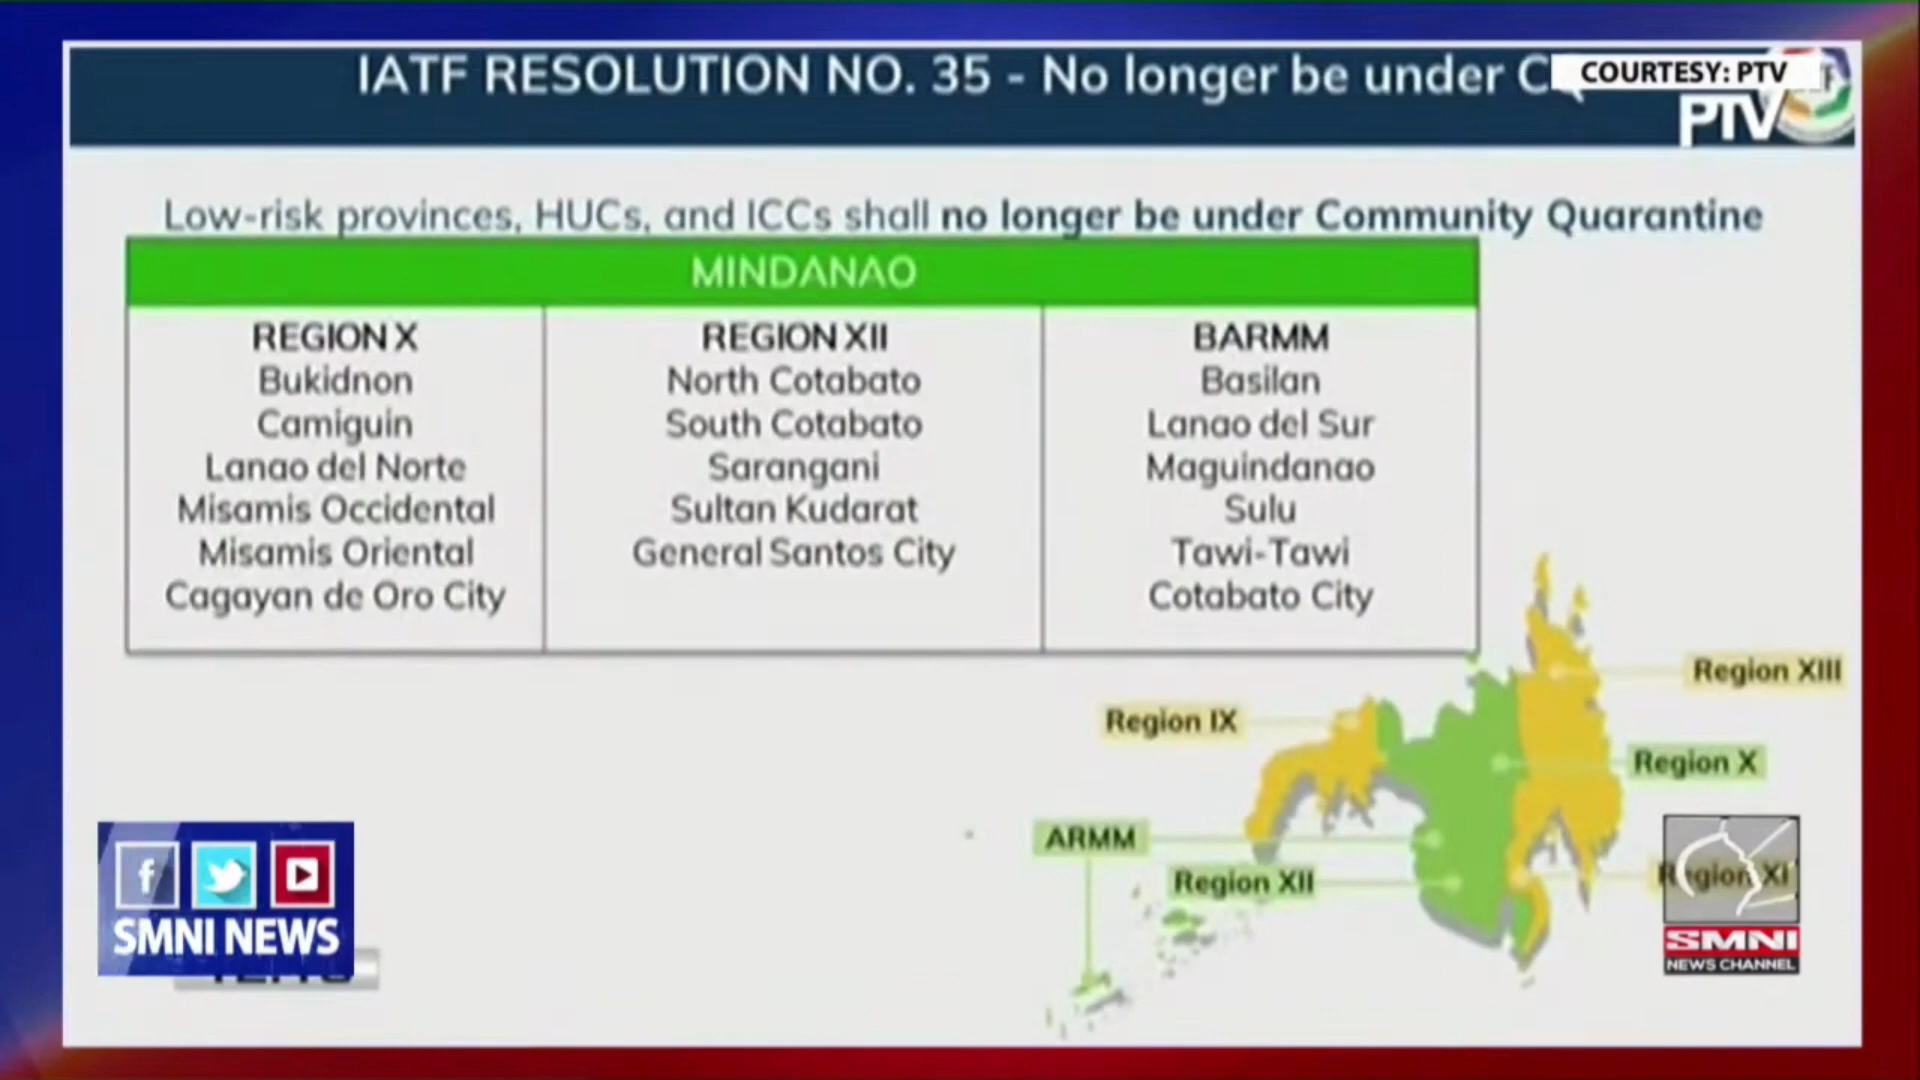 IATF RESOLUTION NO. 35 - No longer be under
COURTESY: PTV
PTV
Low-risk provinces, HUCs, and ICCs shall no longer be under Community Quarantine
MINDANAO
REGION X
Bukidnon
Camiguin
Lanao del Norte
Misamis Occidental
Misamis Oriental
Cagayan de Oro City
REGION XII
North Cotabato
South Cotabato
Sarangani
Sultan Kudarat
General Santos City
BARMM
Basilan
Lanao del Sur
Maguindanao
Sulu
Tawi-Tawi
Cotabato City
Region XIII
Region IX
Region X
ARMM
Region XII
Region XI
SMNI NEWS
SMNI
NEWS CHANNEL